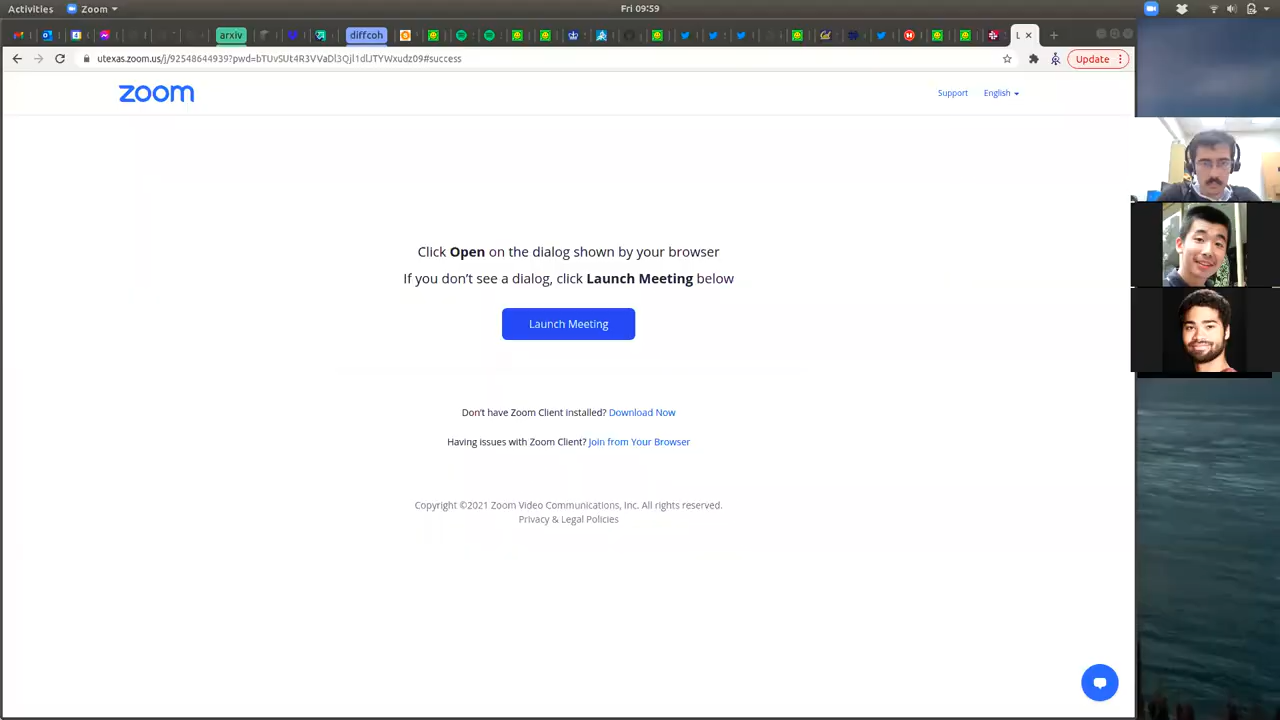 Activities
Zoom
Fri 09:59
arxiv
diffcoh
L
utexas.zoom.us/j/92548644939?pwd=bTUvSUt4R3VVaDl3Qjl1dlJTYWxudz09#success
Update
zoom
Support
English
Click Open on the dialog shown by your browser
If you don't see a dialog, click Launch Meeting below
Launch Meeting
Don't have Zoom Client installed? Download Now
Having issues with Zoom Client? Join from Your Browser
Copyright ©2021 Zoom Video Communications, Inc. All rights reserved.
Privacy & Legal Policies